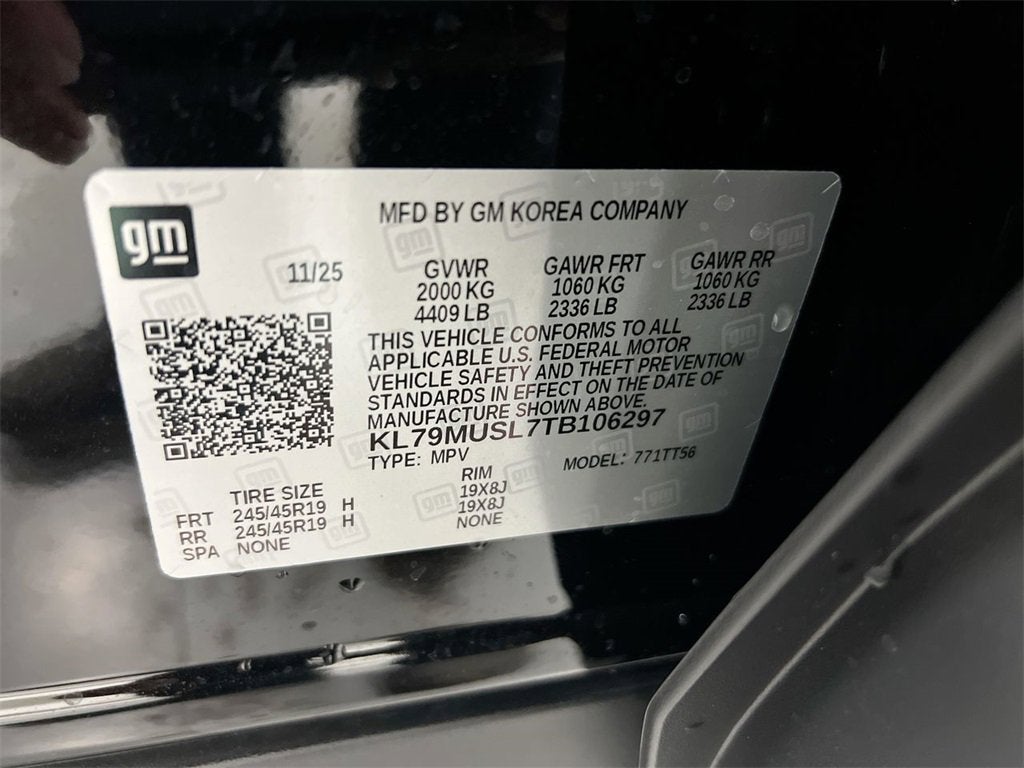 gm
MFD BY GM KOREA COMPANY
11/25
GVWR GAWR FRT GAWR RR
2000 KG 1060 KG 1060 KG
4409 LB 2336 LB 2336 LB
THIS VEHICLE CONFORMS TO ALL
APPLICABLE U.S. FEDERAL MOTOR
VEHICLE SAFETY AND THEFT PREVENTION
STANDARDS IN EFFECT ON THE DATE OF
MANUFACTURE SHOWN ABOVE.
KL79MUSL7TB106297
TYPE: MPV MODEL: 771TT56
TIRE SIZE RIM
FRT 245/45R19 H 19X8J
RR 245/45R19 H 19X8J
SPA NONE NONE